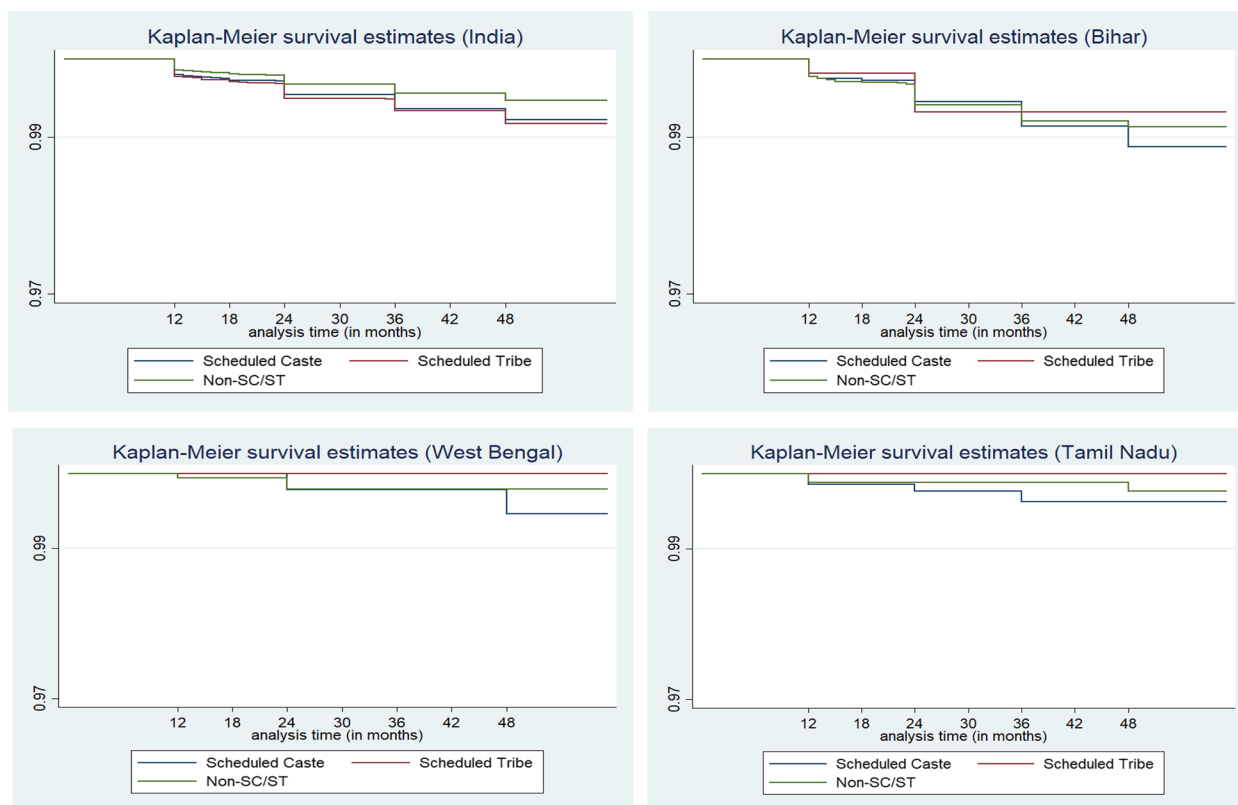 Kaplan-Meier survival estimates (India)
0.99
0.97
12 18 24 30 36 42 48
analysis time (in months)
Scheduled Caste Scheduled Tribe
Non-SC/ST
Kaplan-Meier survival estimates (Bihar)
0.99
0.97
12 18 24 30 36 42 48
analysis time (in months)
Scheduled Caste Scheduled Tribe
Non-SC/ST
Kaplan-Meier survival estimates (West Bengal)
0.99
0.97
12 18 24 30 36 42 48
analysis time (in months)
Scheduled Caste Scheduled Tribe
Non-SC/ST
Kaplan-Meier survival estimates (Tamil Nadu)
0.99
0.97
12 18 24 30 36 42 48
analysis time (in months)
Scheduled Caste Scheduled Tribe
Non-SC/ST